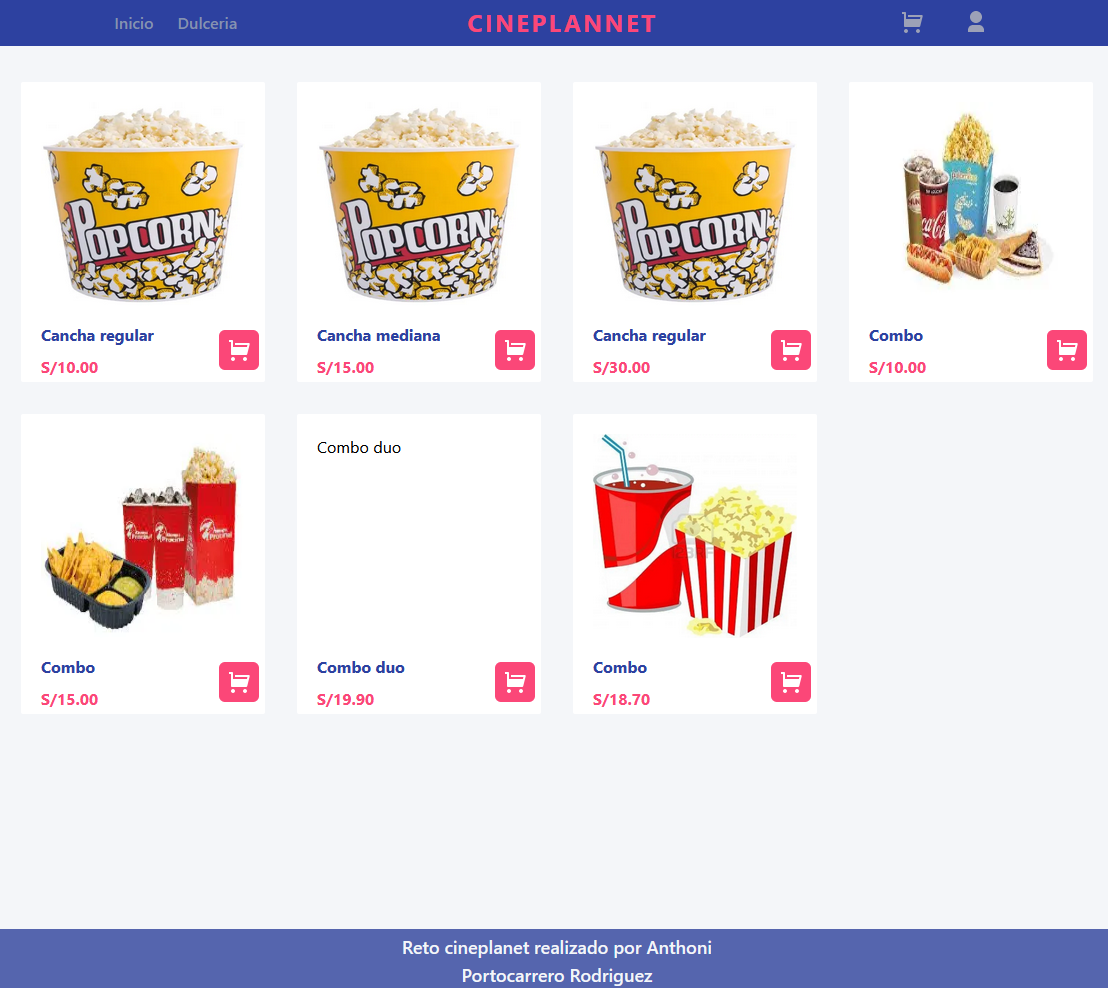 Inicio
Dulceria
CINEPLANNET
POPCORN
POPCORN
POPCORN
Coca-Cola
Cancha regular
S/10.00
Cancha mediana
S/15.00
Cancha regular
S/30.00
Combo
S/10.00
Combo duo
Combo
S/15.00
Combo duo
S/19.90
Combo
S/18.70
Reto cineplanet realizado por Anthoni
Portocarrero Rodriguez